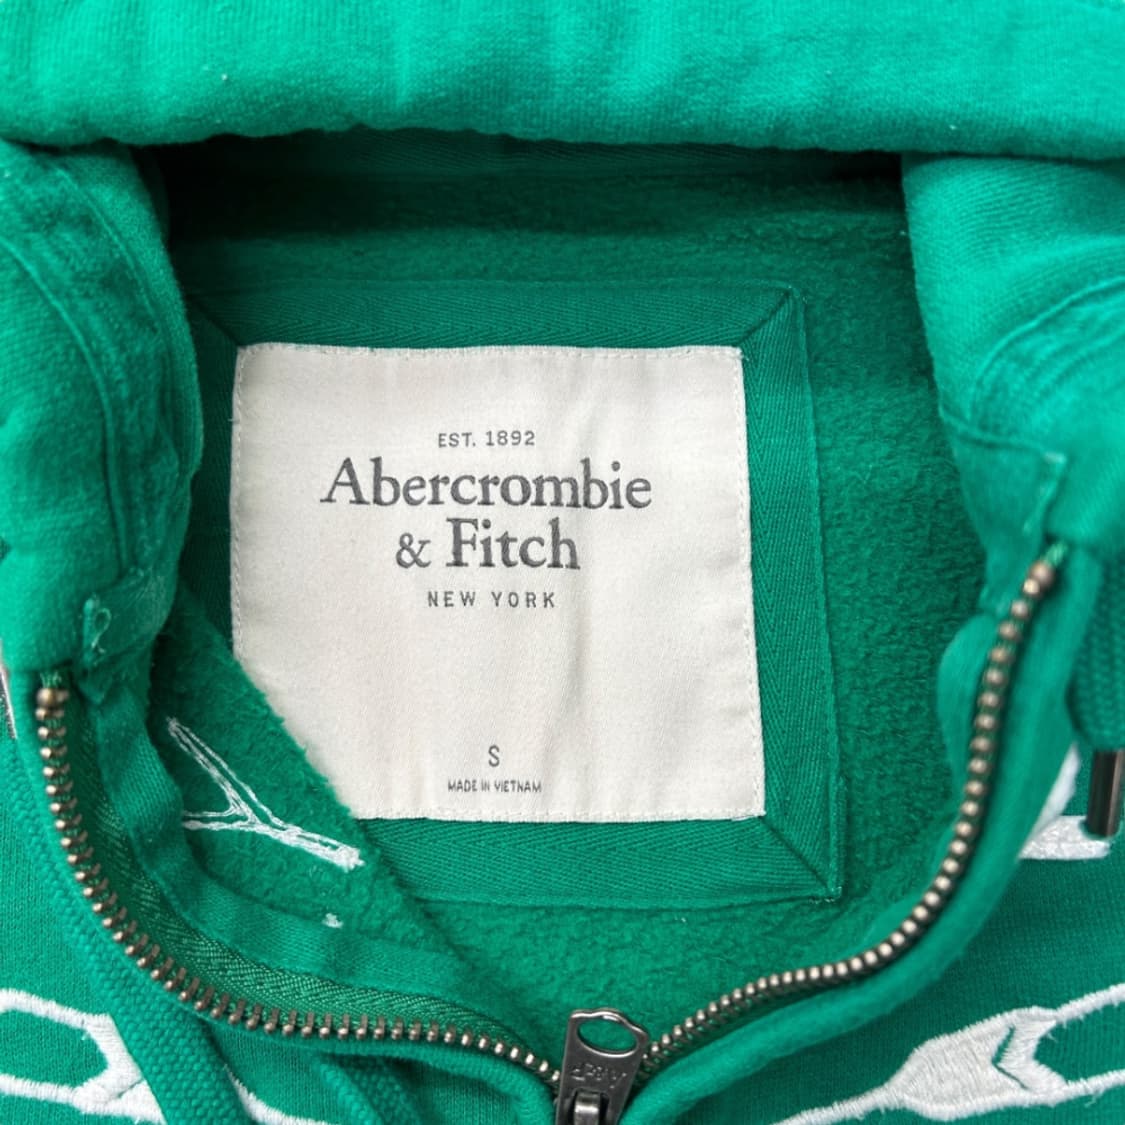 EST. 1892
Abercrombie
& Fitch
NEW YORK
S
MADE IN VIETNAM